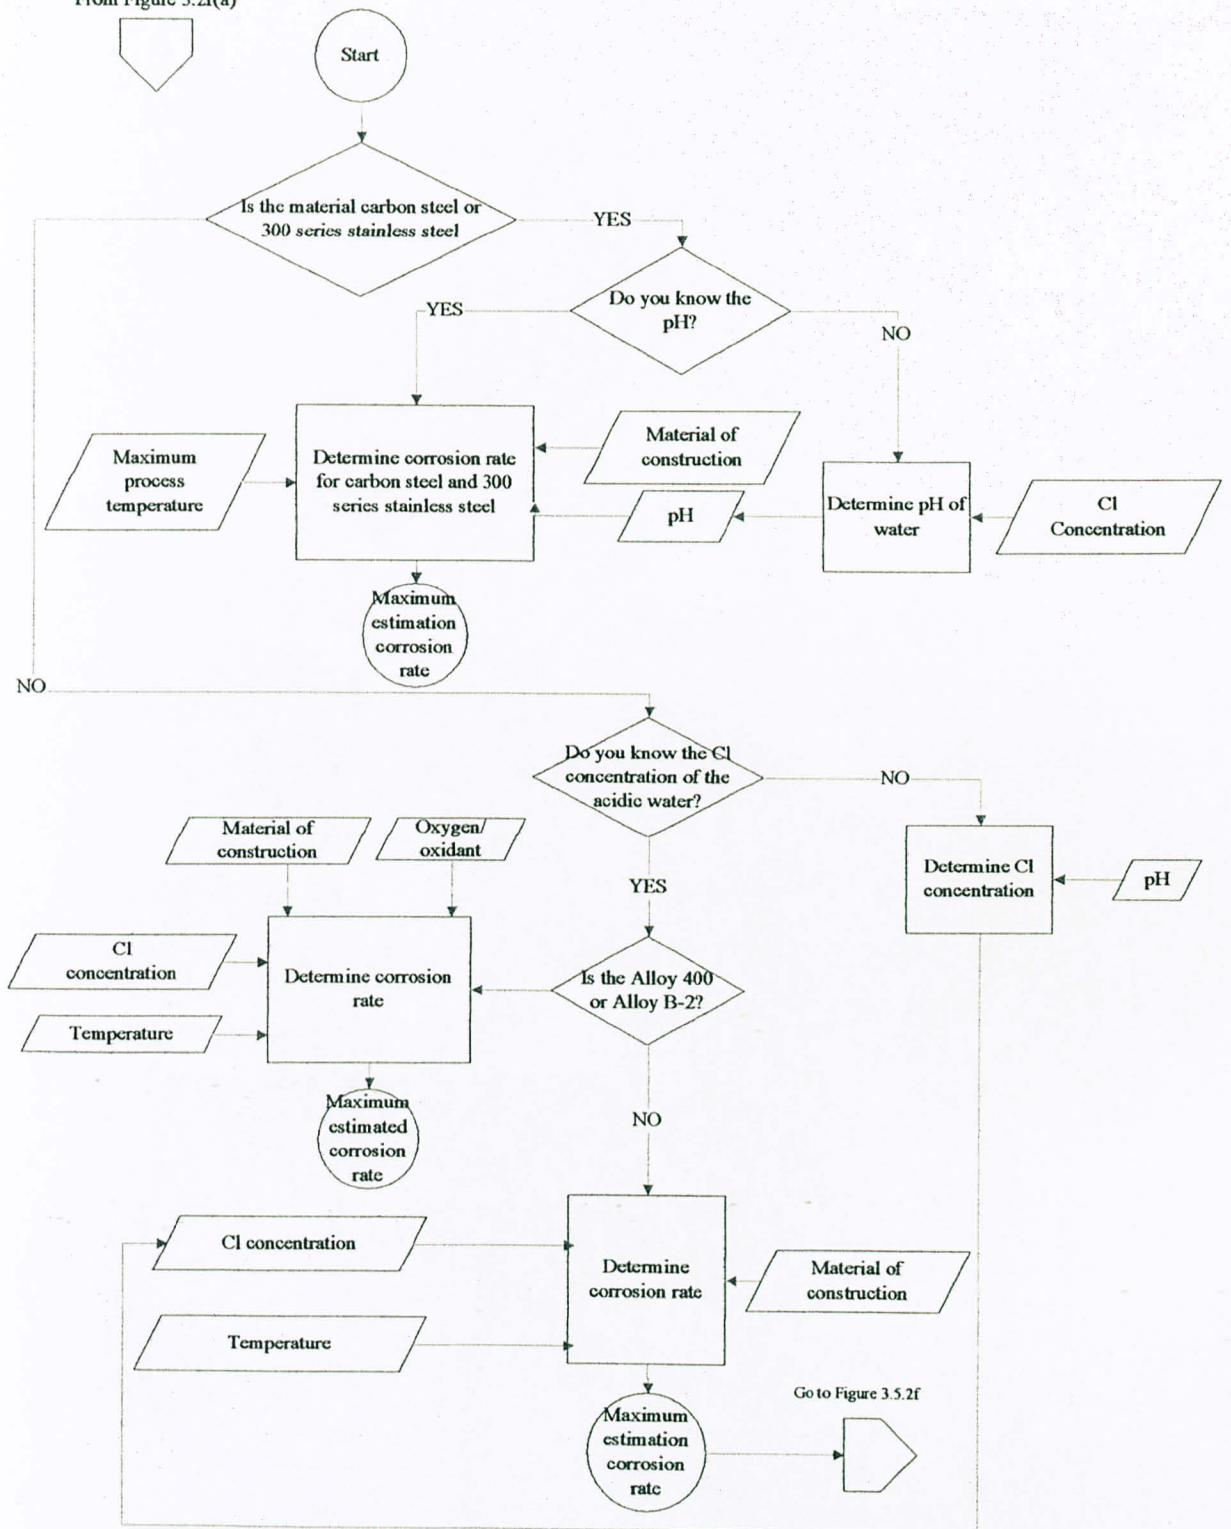 From Figure 3.2f(a)
Start
Is the material carbon steel or
300 series stainless steel
YES
Do you know the
pH?
YES
NO
Maximum
process
temperature
Determine corrosion rate
for carbon steel and 300
series stainless steel
Material of
construction
pH
Determine pH of
water
Cl
Concentration
Maximum
estimation
corrosion
rate
NO
Do you know the Cl
concentration of the
acidic water?
NO
Material of
construction
Oxygen/
oxidant
YES
Determine Cl
concentration
pH
Cl
concentration
Determine corrosion
rate
Is the Alloy 400
or Alloy B-2?
Temperature
Maximum
estimated
corrosion
rate
NO
Cl concentration
Determine
corrosion rate
Material of
construction
Temperature
Go to Figure 3.5.2f
Maximum
estimation
corrosion
rate